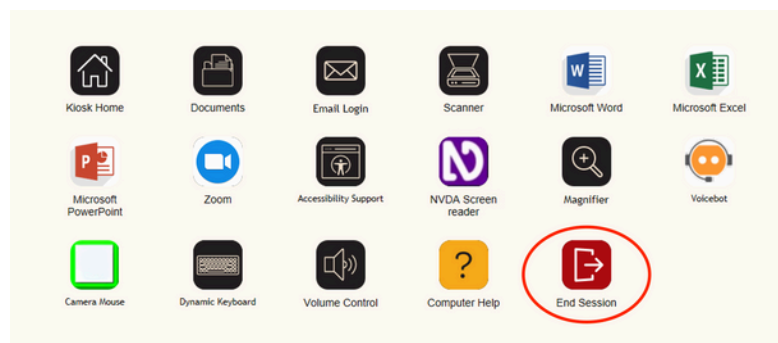 Kiosk Home
Documents
Email Login
Scanner
W
Microsoft Word
X
Microsoft Excel
P
Microsoft
PowerPoint
Zoom
Accessibility Support
N
NVDA Screen
reader
Magnifier
Voicebot
Camera Mouse
Dynamic Keyboard
Volume Control
?
Computer Help
End Session